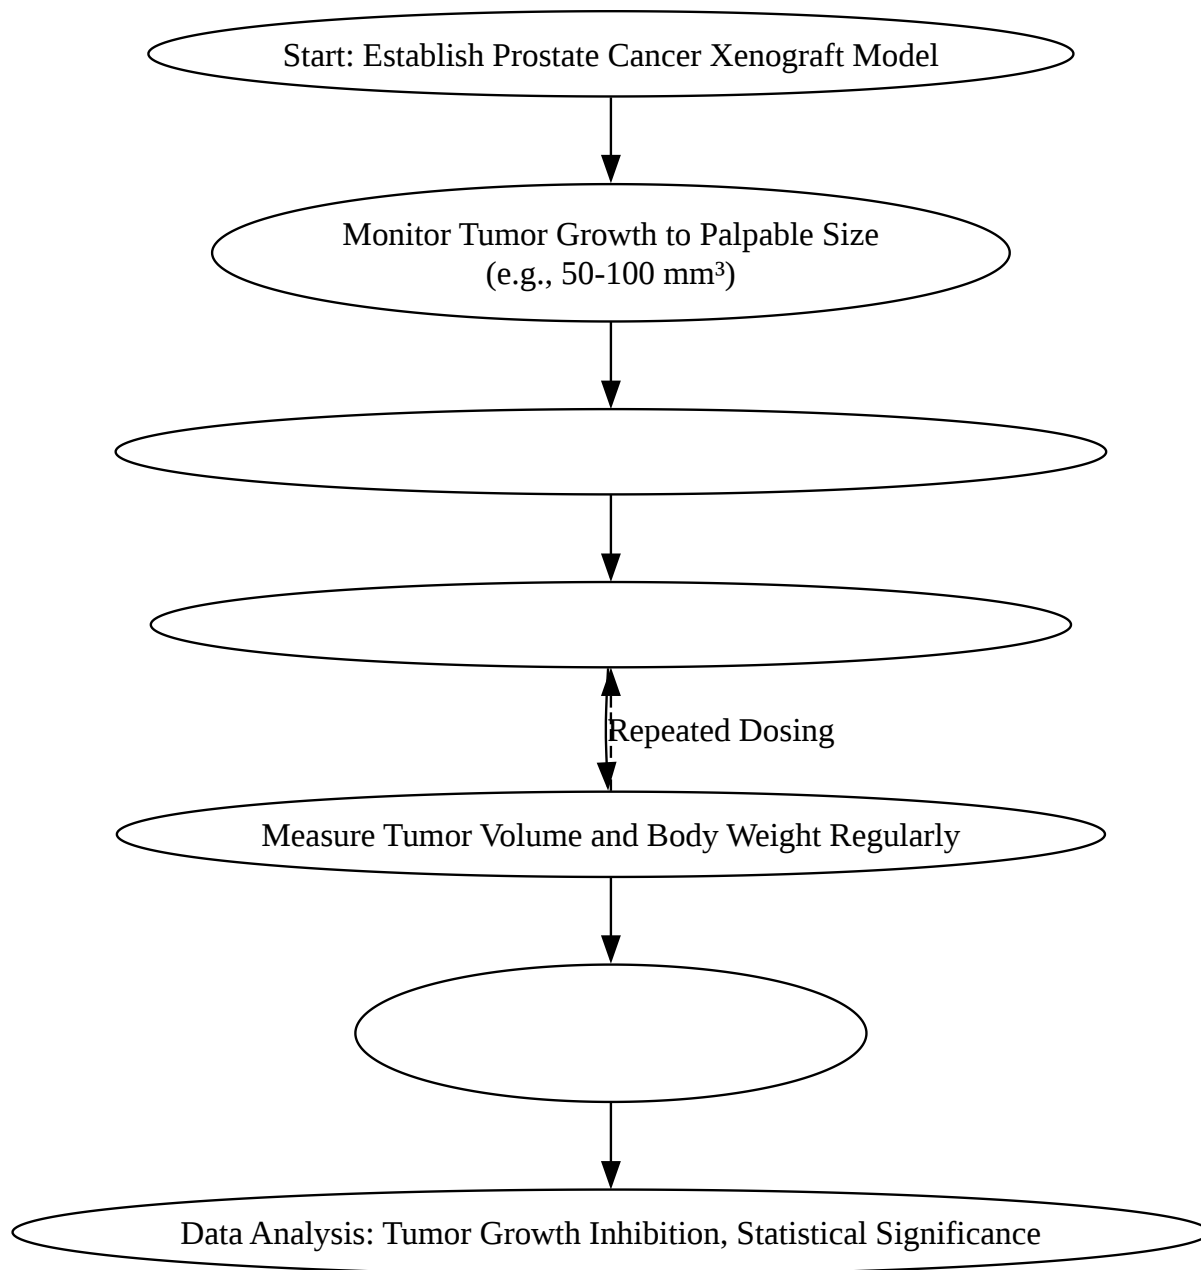 Start: Establish Prostate Cancer Xenograft Model
Monitor Tumor Growth to Palpable Size
(e.g., 50-100 mm³)
Repeated Dosing
Measure Tumor Volume and Body Weight Regularly
Data Analysis: Tumor Growth Inhibition, Statistical Significance